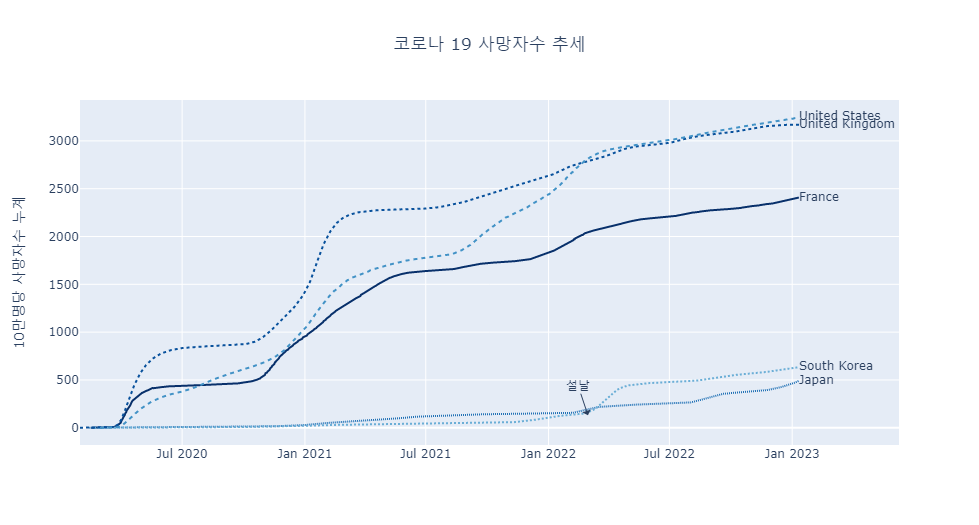 코로나 19 사망자수 추세
10만명당 사망자수 누계
3000
2500
2000
1500
1000
500
0
United States
United Kingdom
France
South Korea
Japan
설날
Jul 2020
Jan 2021
Jul 2021
Jan 2022
Jul 2022
Jan 2023